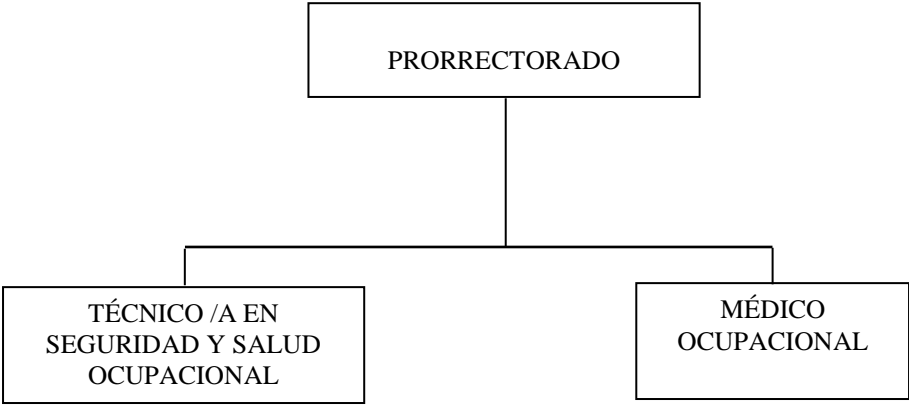 PRORRECTORADO
TÉCNICO /A EN
SEGURIDAD Y SALUD
OCUPACIONAL
MÉDICO
OCUPACIONAL